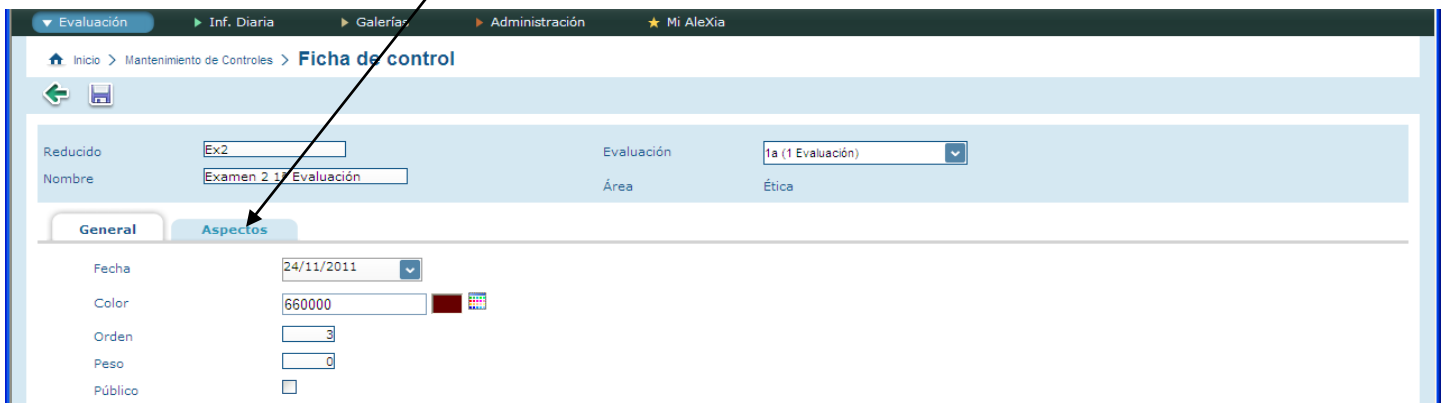 Evaluación Inf. Diaria Galerías Administración Mi AleXia
Inicio > Mantenimiento de Controles > Ficha de control
Reducido Ex2 Evaluación 1a (1 Evaluación)
Nombre Examen 2 1ª Evaluación Área Ética
General Aspectos
Fecha 24/11/2011
Color 660000
Orden 3
Peso 0
Público